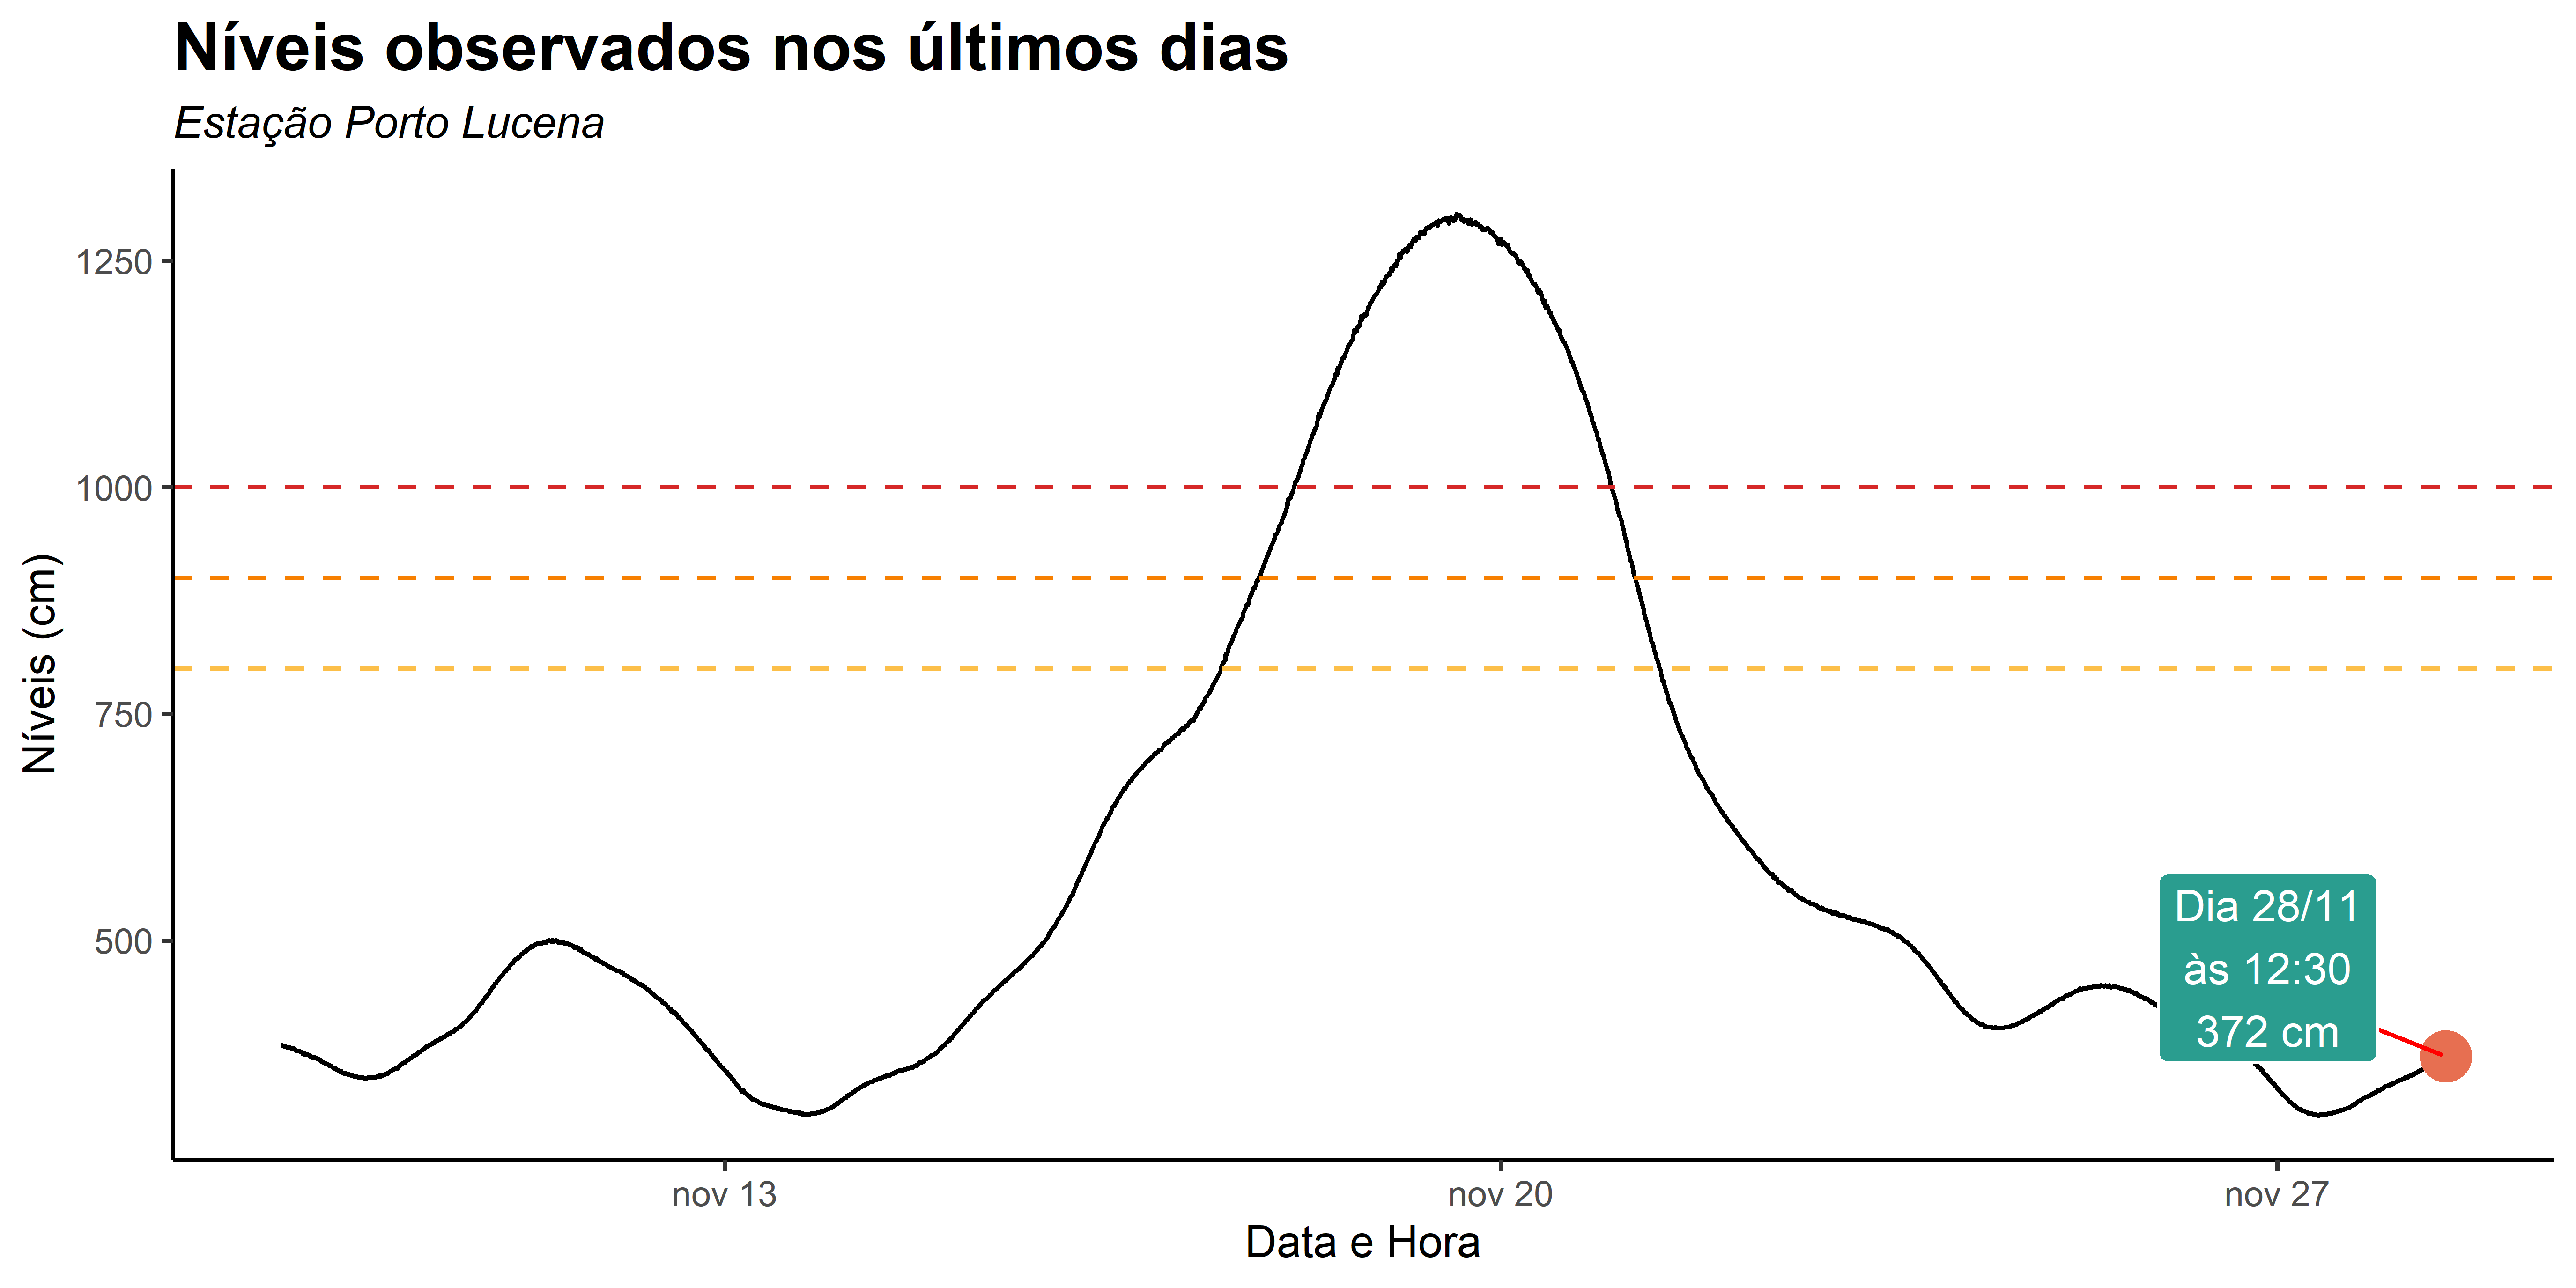 Níveis observados nos últimos dias
Estação Porto Lucena
Níveis (cm)
1250
1000
750
500
Dia 28/11
às 12:30
372 cm
nov 13
nov 20
nov 27
Data e Hora